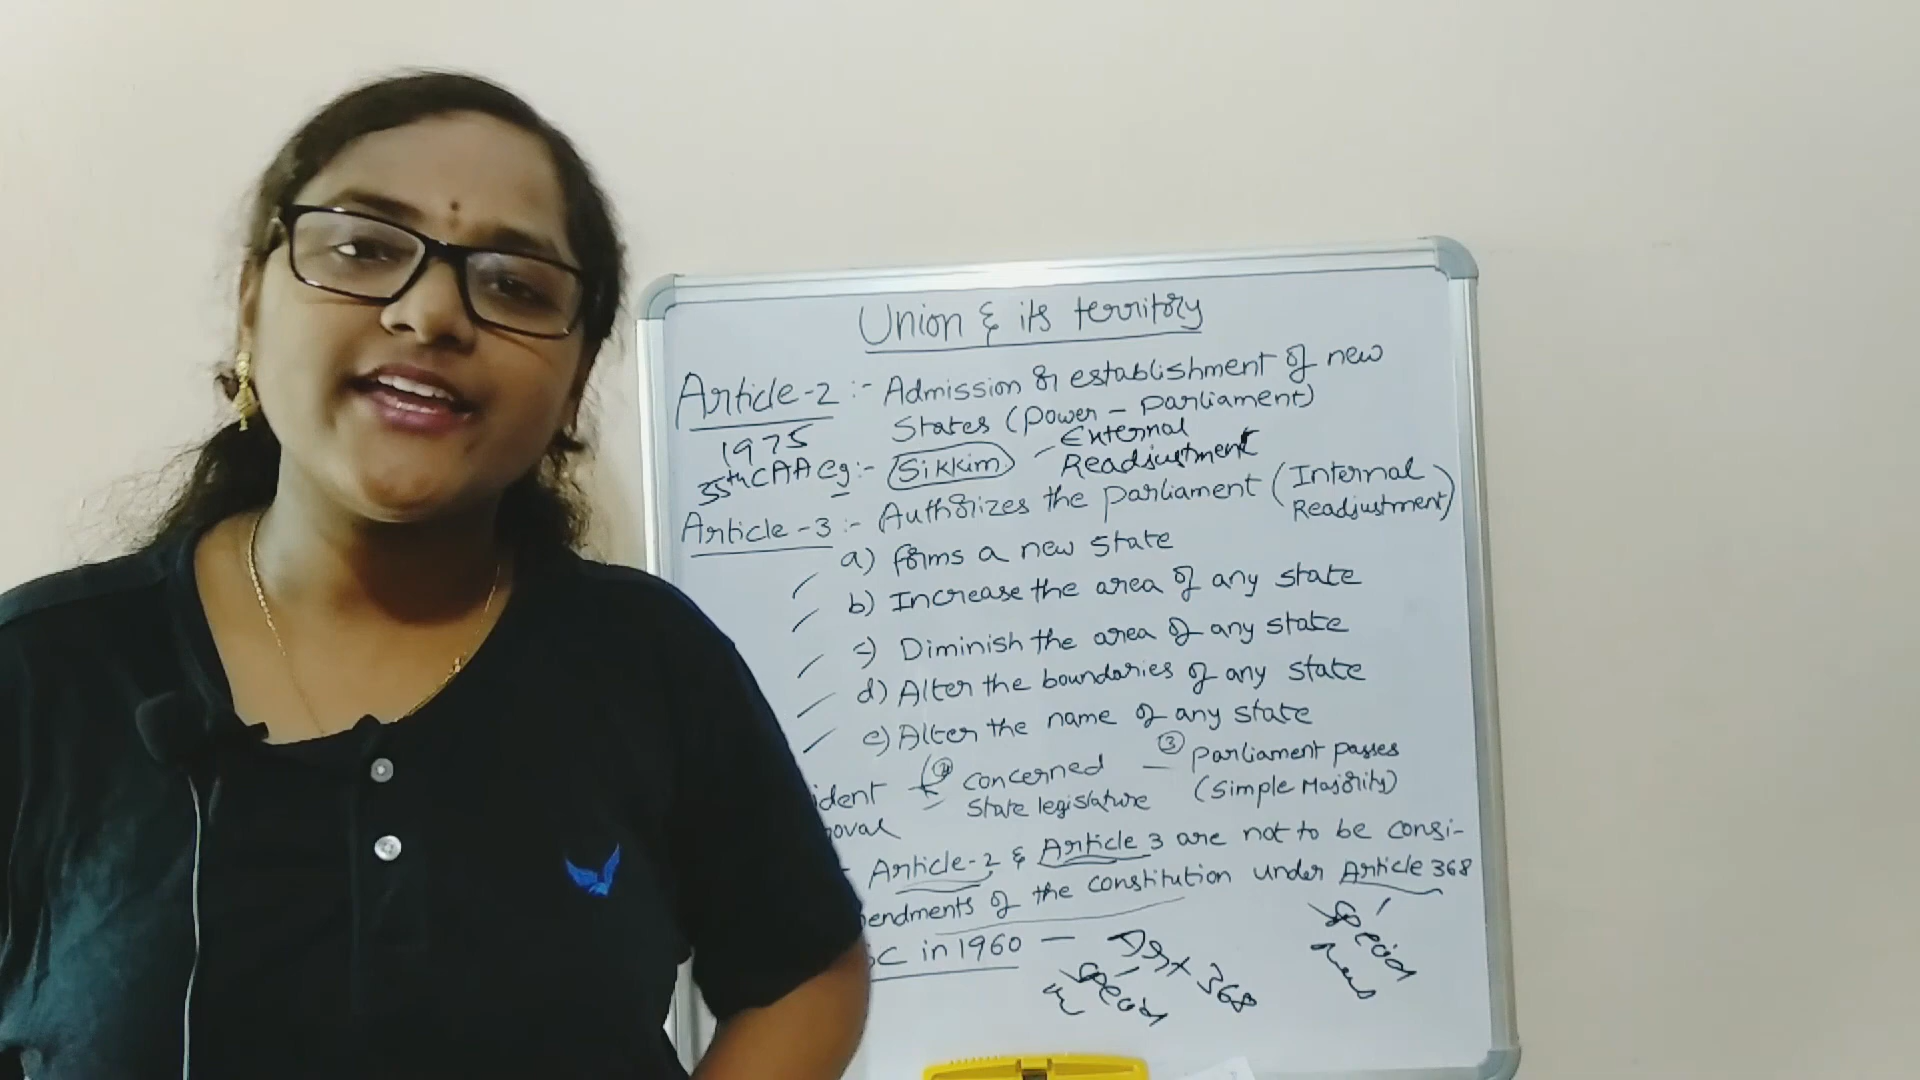 Union & its territory
Article-2 :- Admission & establishment of new
States (Power - Parliament)
1975
35th CAA eg:- Sikkim - External
Readjustment
Article-3 :- Authorizes the Parliament (Internal
Readjustment)
a) forms a new state
b) Increase the area of any state
c) Diminish the area of any state
d) Alter the boundaries of any state
e) Alter the name of any state
ident ② concerned - ③ Parliament passes
oval State legislature (Simple Majority)
Article-2 & Article 3 are not to be consi-
endments of the constitution under Article 368
SC in 1960 -
368